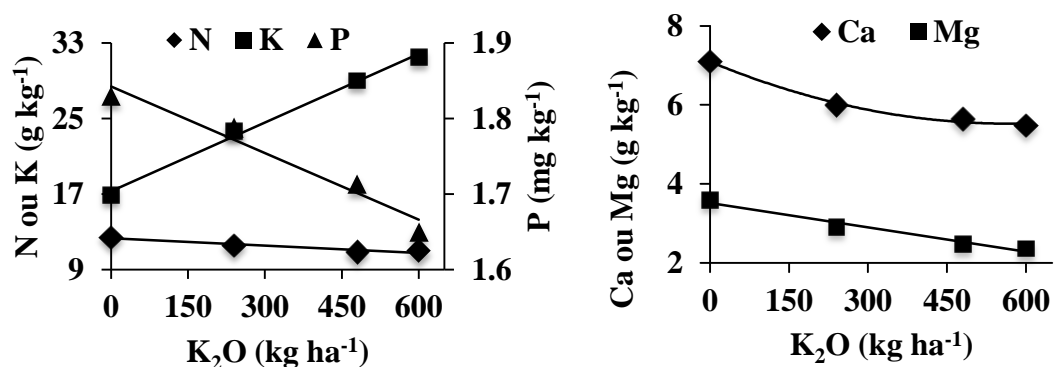 N K P
33
25
17
9
N ou K (g kg⁻¹)
1.9
1.8
1.7
1.6
P (mg kg⁻¹)
0 150 300 450 600
K₂O (kg ha⁻¹)
Ca Mg
8
6
4
2
Ca ou Mg (g kg⁻¹)
0 150 300 450 600
K₂O (kg ha⁻¹)